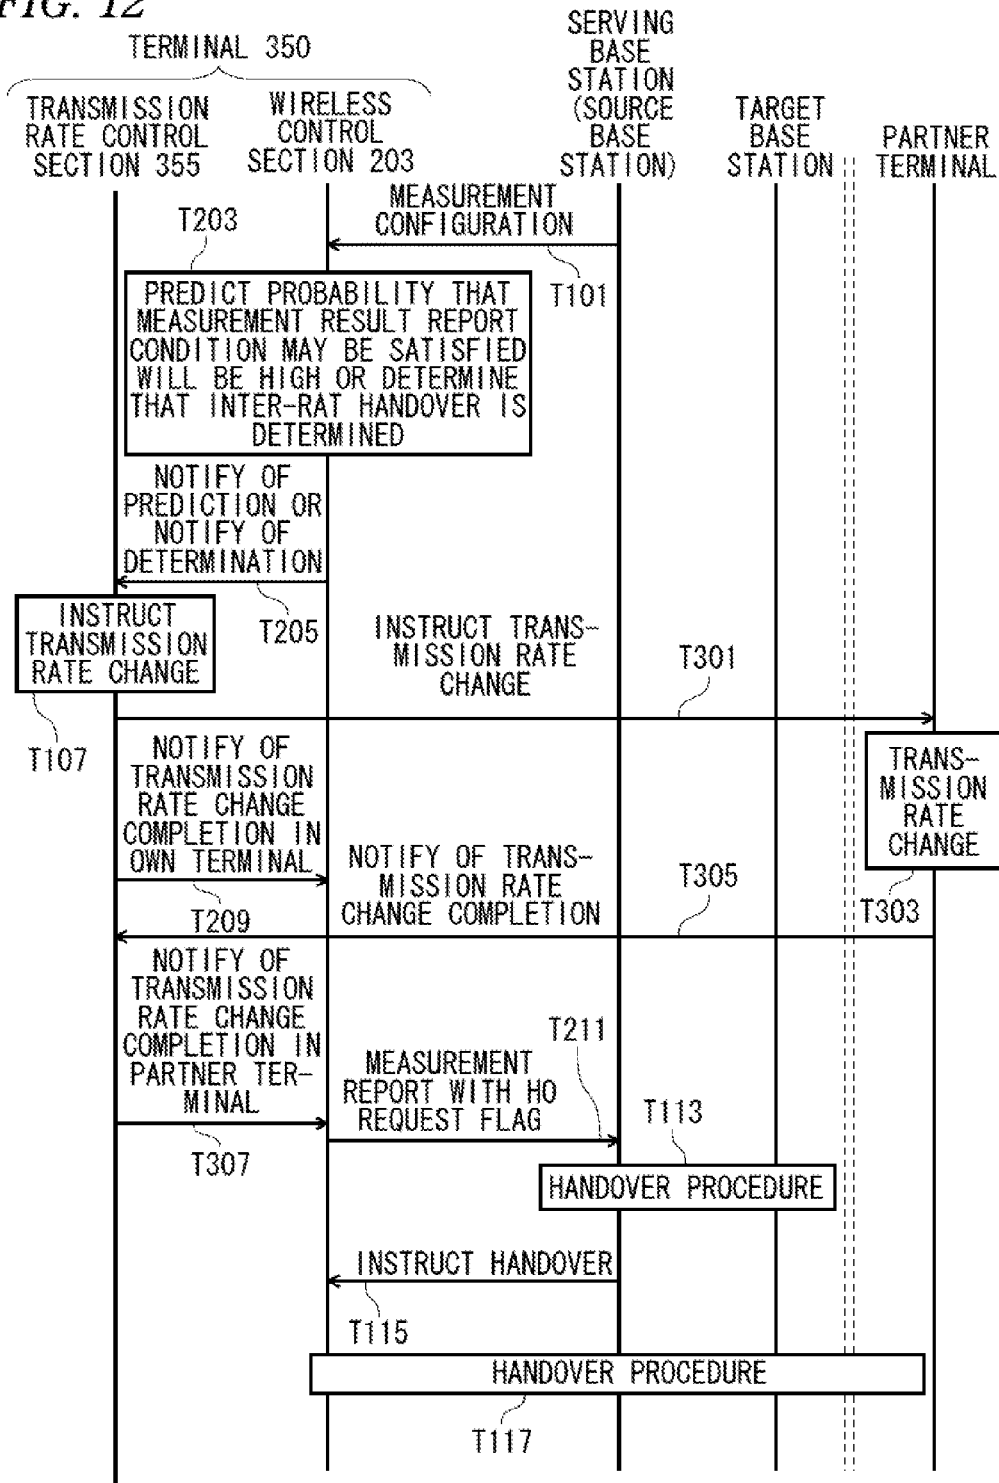 FIG. 12
TERMINAL 350
TRANSMISSION
RATE CONTROL
SECTION 355
WIRELESS
CONTROL
SECTION 203
SERVING
BASE
STATION
(SOURCE
BASE
STATION)
TARGET
BASE
STATION
PARTNER
TERMINAL
MEASUREMENT
CONFIGURATION
T203
T101
PREDICT PROBABILITY THAT
MEASUREMENT RESULT REPORT
CONDITION MAY BE SATISFIED
WILL BE HIGH OR DETERMINE
THAT INTER-RAT HANDOVER IS
DETERMINED
NOTIFY OF
PREDICTION OR
NOTIFY OF
DETERMINATION
T205
INSTRUCT
TRANSMISSION
RATE CHANGE
T107
INSTRUCT TRANS-
MISSION RATE
CHANGE
T301
TRANS-
MISSION
RATE
CHANGE
T303
NOTIFY OF
TRANSMISSION
RATE CHANGE
COMPLETION IN
OWN TERMINAL
T209
NOTIFY OF TRANS-
MISSION RATE
CHANGE COMPLETION
T305
NOTIFY OF
TRANSMISSION
RATE CHANGE
COMPLETION IN
PARTNER TER-
MINAL
T307
MEASUREMENT
REPORT WITH HO
REQUEST FLAG
T211
T113
HANDOVER PROCEDURE
INSTRUCT HANDOVER
T115
HANDOVER PROCEDURE
T117